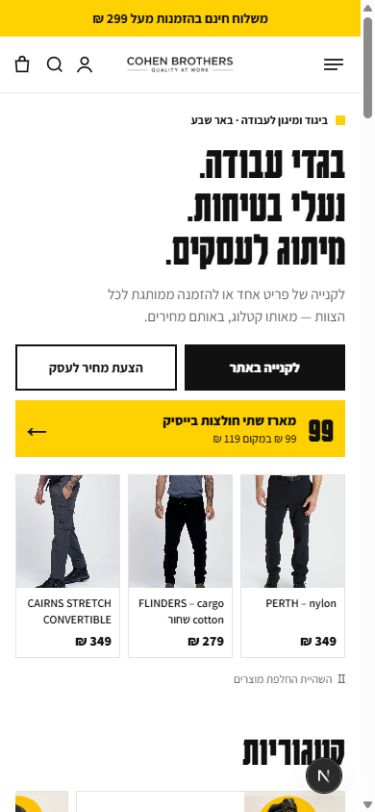 משלוח חינם בהזמנות מעל 299 ₪
COHEN BROTHERS
QUALITY AT WORK
ביגוד ומיגון לעבודה · באר שבע
בגדי עבודה.
נעלי בטיחות.
מיתוג לעסקים.
לקנייה של פריט אחד או להזמנה ממותגת לכל
הצוות — מאותו קטלוג, באותם מחירים.
לקנייה באתר
הצעת מחיר לעסק
99
מארז שתי חולצות בייסיק
99 ₪ במקום 119 ₪
PERTH – nylon
349 ₪
FLINDERS – cargo
cotton שחור
279 ₪
CAIRNS STRETCH
CONVERTIBLE
349 ₪
השהיית החלפת מוצרים
קטגוריות
N